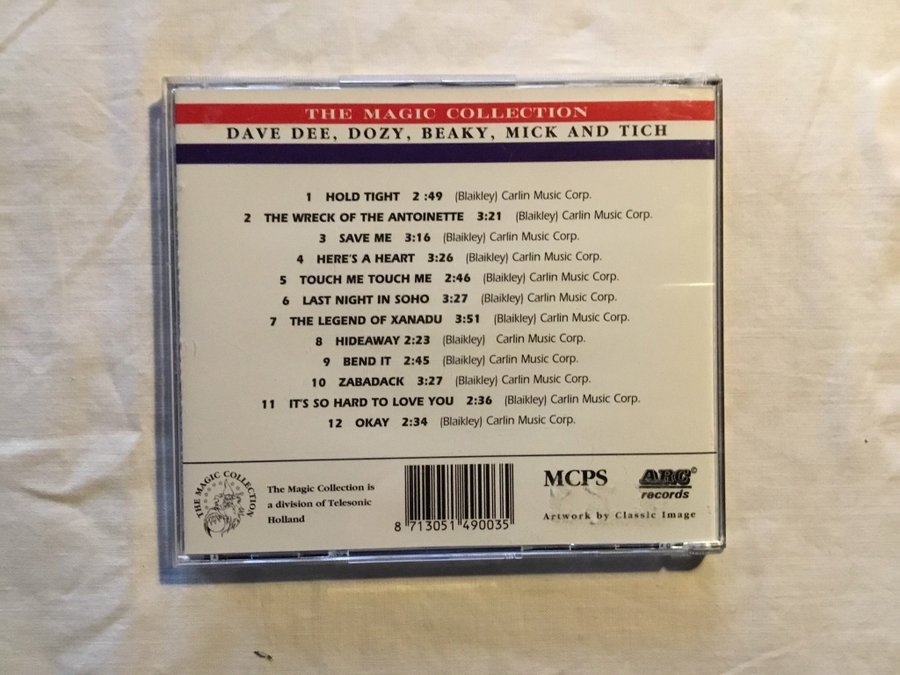 THE MAGIC COLLECTION
DAVE DEE, DOZY, BEAKY, MICK AND TICH
1 HOLD TIGHT 2 :49 (Blaikley) Carlin Music Corp.
2 THE WRECK OF THE ANTOINETTE 3:21 (Blaikley) Carlin Music Corp.
3 SAVE ME 3:16 (Blaikley) Carlin Music Corp.
4 HERE'S A HEART 3:26 (Blaikley) Carlin Music Corp.
5 TOUCH ME TOUCH ME 2:46 (Blaikley) Carlin Music Corp.
6 LAST NIGHT IN SOHO 3:27 (Blaikley) Carlin Music Corp.
7 THE LEGEND OF XANADU 3:51 (Blaikley) Carlin Music Corp.
8 HIDEAWAY 2:23 (Blaikley) Carlin Music Corp.
9 BEND IT 2:45 (Blaikley) Carlin Music Corp.
10 ZABADACK 3:27 (Blaikley) Carlin Music Corp.
11 IT'S SO HARD TO LOVE YOU 2:36 (Blaikley) Carlin Music Corp.
12 OKAY 2:34 (Blaikley) Carlin Music Corp.
THE MAGIC COLLECTION
The Magic Collection is
a division of Telesonic
Holland
8 713051 490035
MCPS
ARC®
records
Artwork by Classic Image